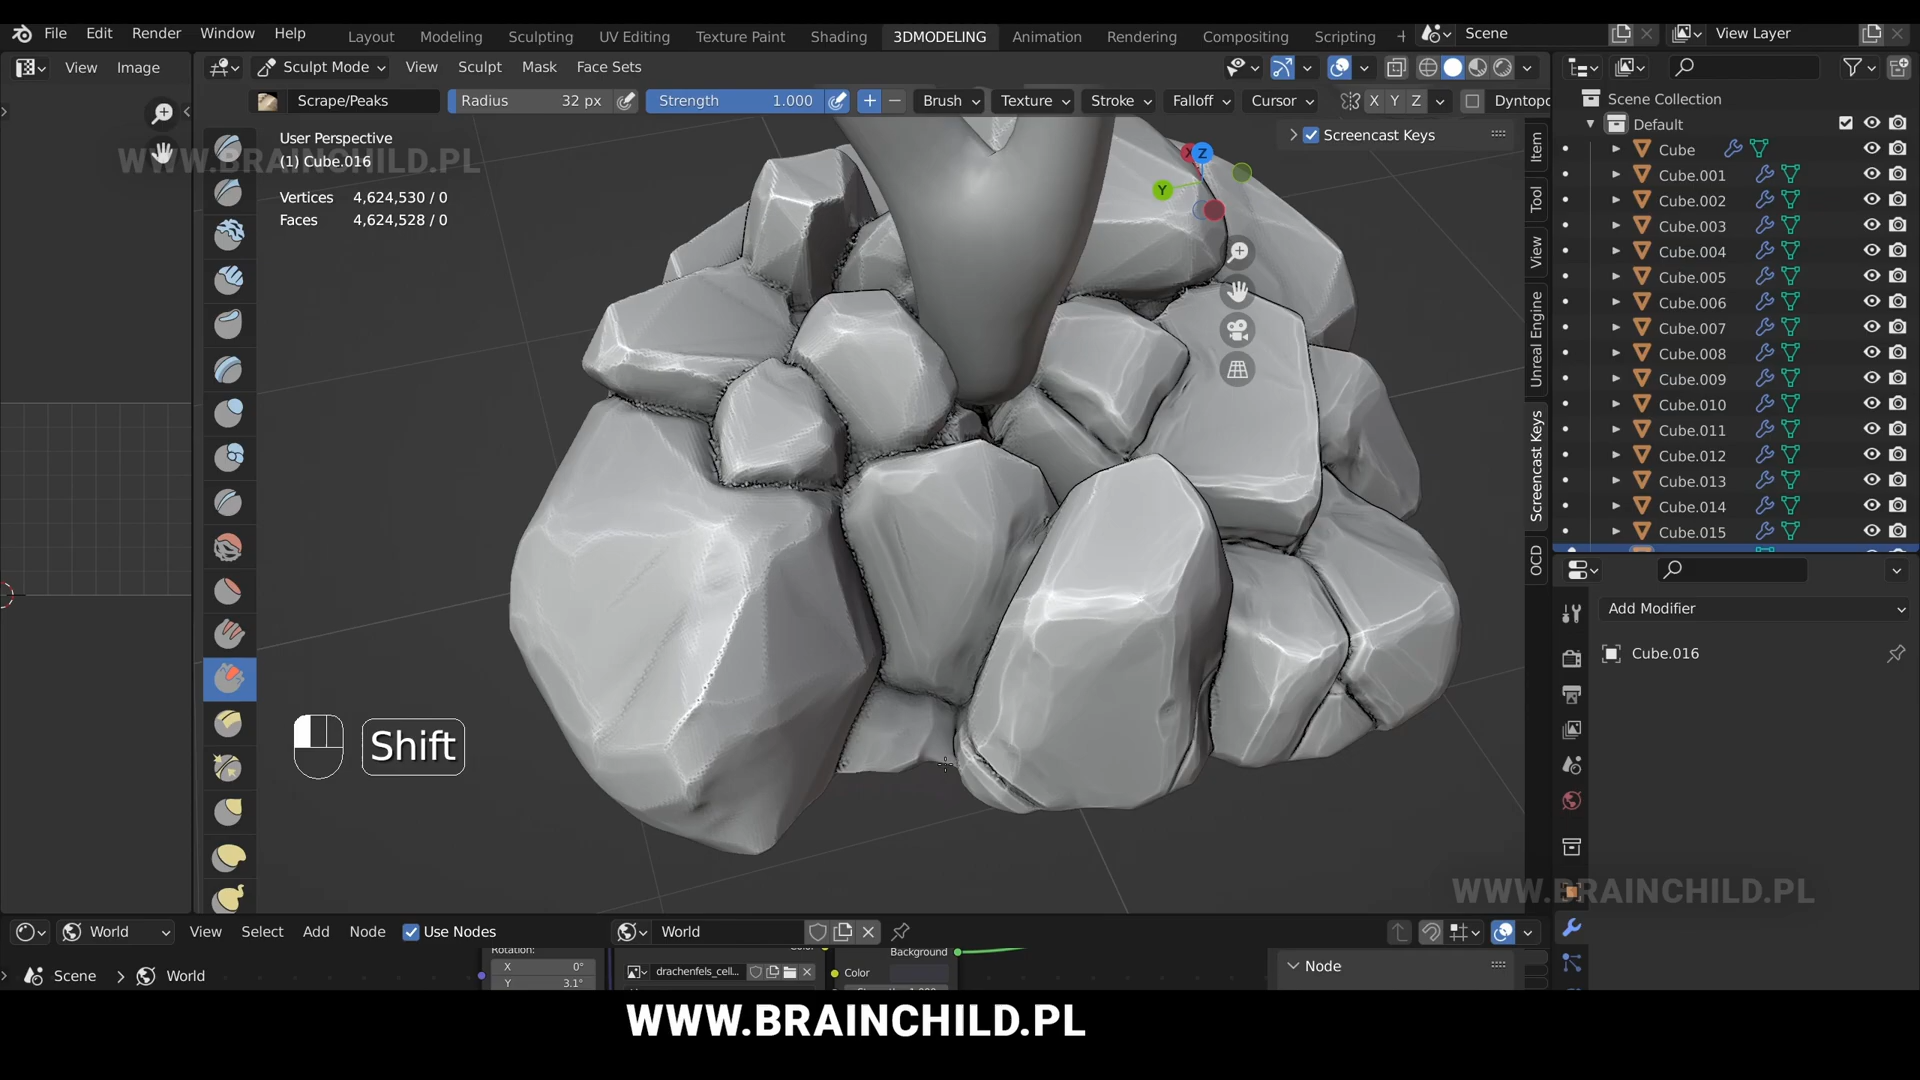 File Edit Render Window Help
Layout Modeling Sculpting UV Editing Texture Paint Shading 3DMODELING Animation Rendering Compositing Scripting +
Scene
View Layer
View Image
Sculpt Mode View Sculpt Mask Face Sets
Scene Collection
Scrape/Peaks Radius 32 px Strength 1.000 Brush Texture Stroke Falloff Cursor X Y Z Dyntopo
Default
User Perspective
(1) Cube.016
WWW.BRAINCHILD.PL
Vertices 4,624,530 / 0
Faces 4,624,528 / 0
Screencast Keys
X
Z
Y
Item
Tool
View
Unreal Engine
Screencast Keys
OCD
Cube
Cube.001
Cube.002
Cube.003
Cube.004
Cube.005
Cube.006
Cube.007
Cube.008
Cube.009
Cube.010
Cube.011
Cube.012
Cube.013
Cube.014
Cube.015
Add Modifier
Cube.016
Shift
WWW.BRAINCHILD.PL
World View Select Add Node Use Nodes World
Rotation:
X 0°
Y 3.1°
drachenfels_cell...
Background
Color
Node
Scene > World
WWW.BRAINCHILD.PL